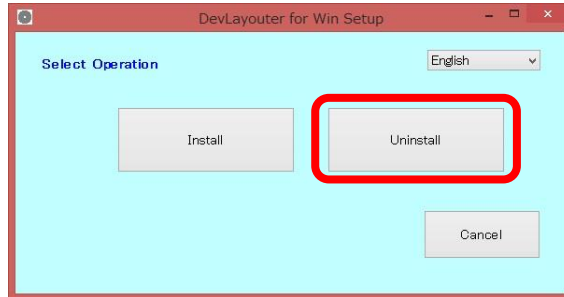 DevLayouter for Win Setup
Select Operation
English
Install
Uninstall
Cancel